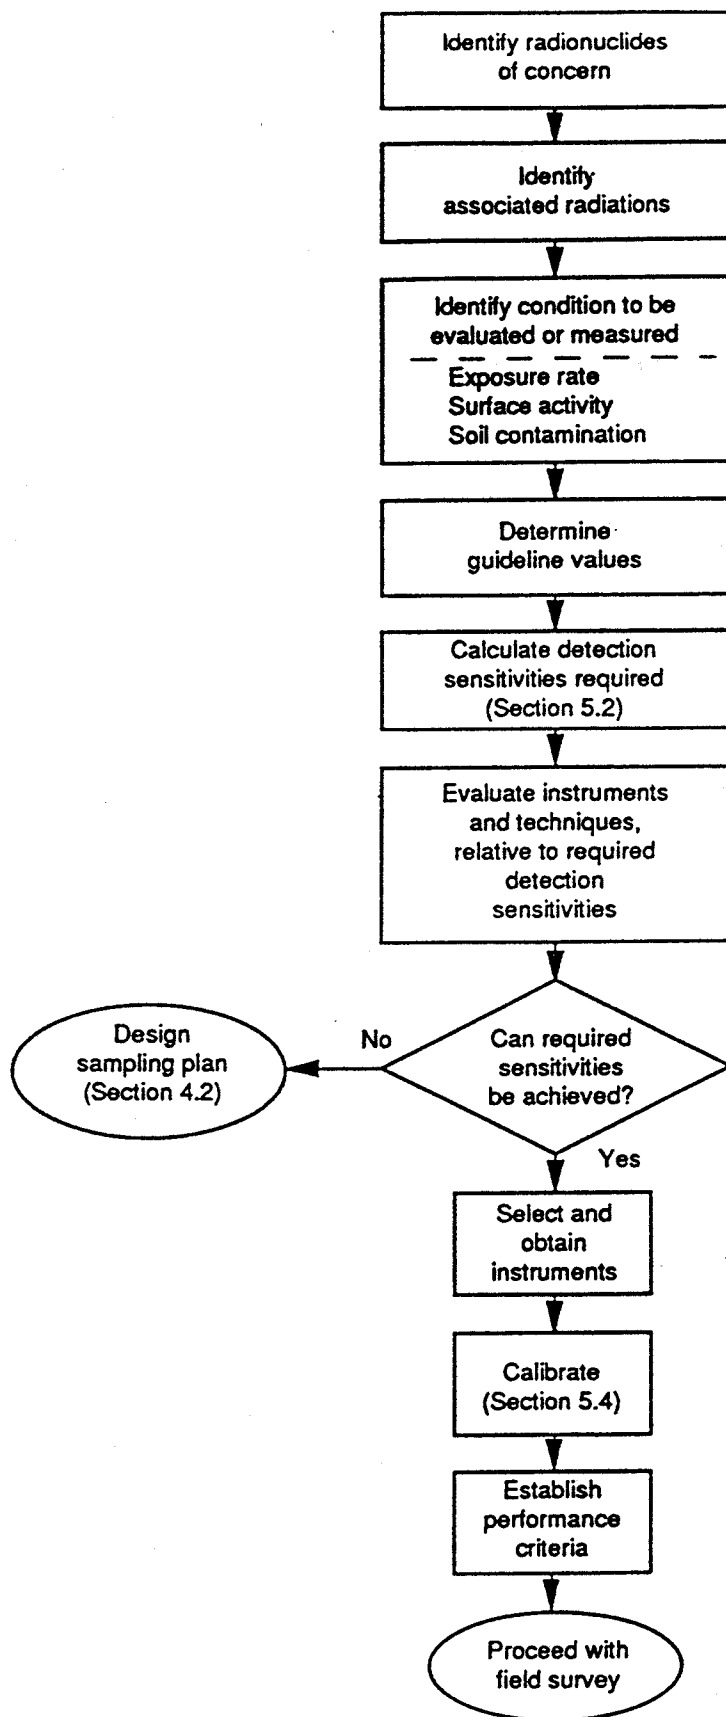 Identify radionuclides
of concern
Identify
associated radiations
Identify condition to be
evaluated or measured
Exposure rate
Surface activity
Soil contamination
Determine
guideline values
Calculate detection
sensitivities required
(Section 5.2)
Evaluate instruments
and techniques,
relative to required
detection
sensitivities
Can required
sensitivities
be achieved?
No
Design
sampling plan
(Section 4.2)
Yes
Select and
obtain
instruments
Calibrate
(Section 5.4)
Establish
performance
criteria
Proceed with
field survey